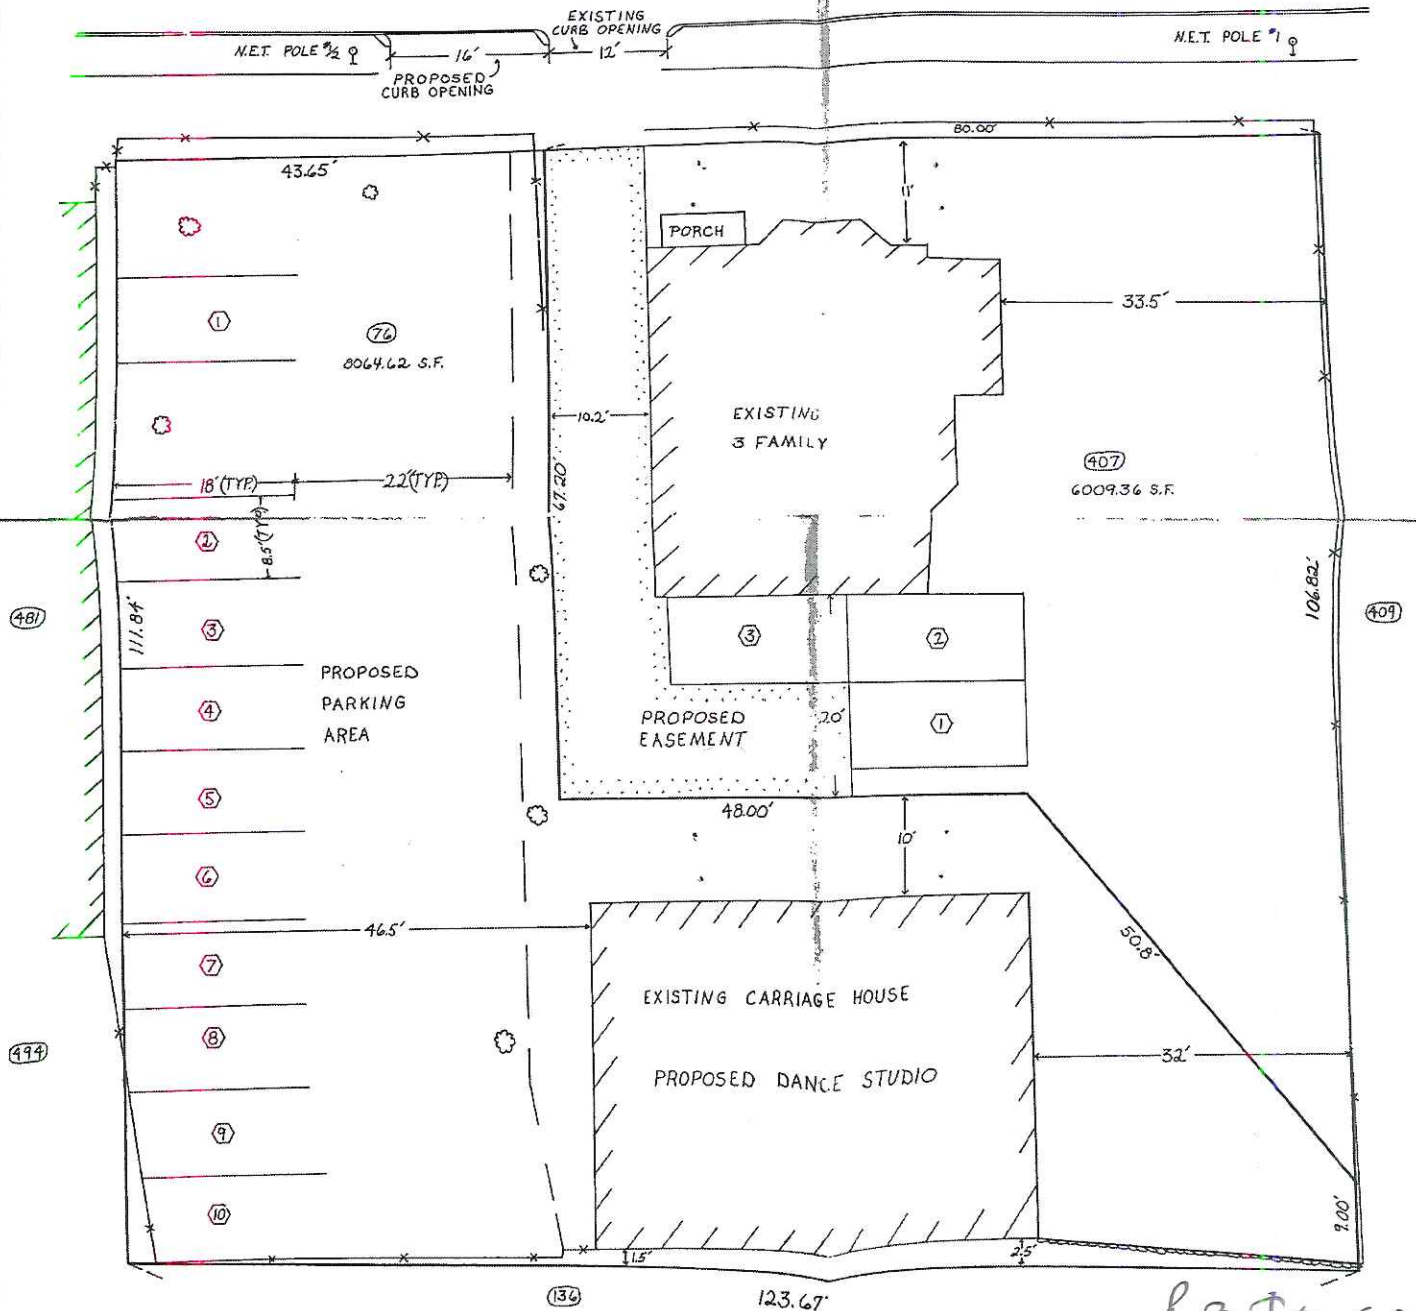 EXISTING
CURB OPENING
N.E.T. POLE #½
16'
12'
N.E.T. POLE #1
PROPOSED
CURB OPENING
80.00'
43.65'
11'
PORCH
33.5'
1
76
8064.62 S.F.
10.2'
EXISTING
3 FAMILY
407
6009.36 S.F.
18'(TYP.)
22'(TYP.)
67.20'
2
8.5'(TYP)
106.82'
481
409
111.84'
3
3
2
PROPOSED
PARKING
AREA
4
PROPOSED
EASEMENT
20'
1
5
48.00'
10'
6
46.5'
50.8'
7
EXISTING CARRIAGE HOUSE
8
494
32'
PROPOSED DANCE STUDIO
9
10
9.00'
1.5'
2.5'
136
123.67'